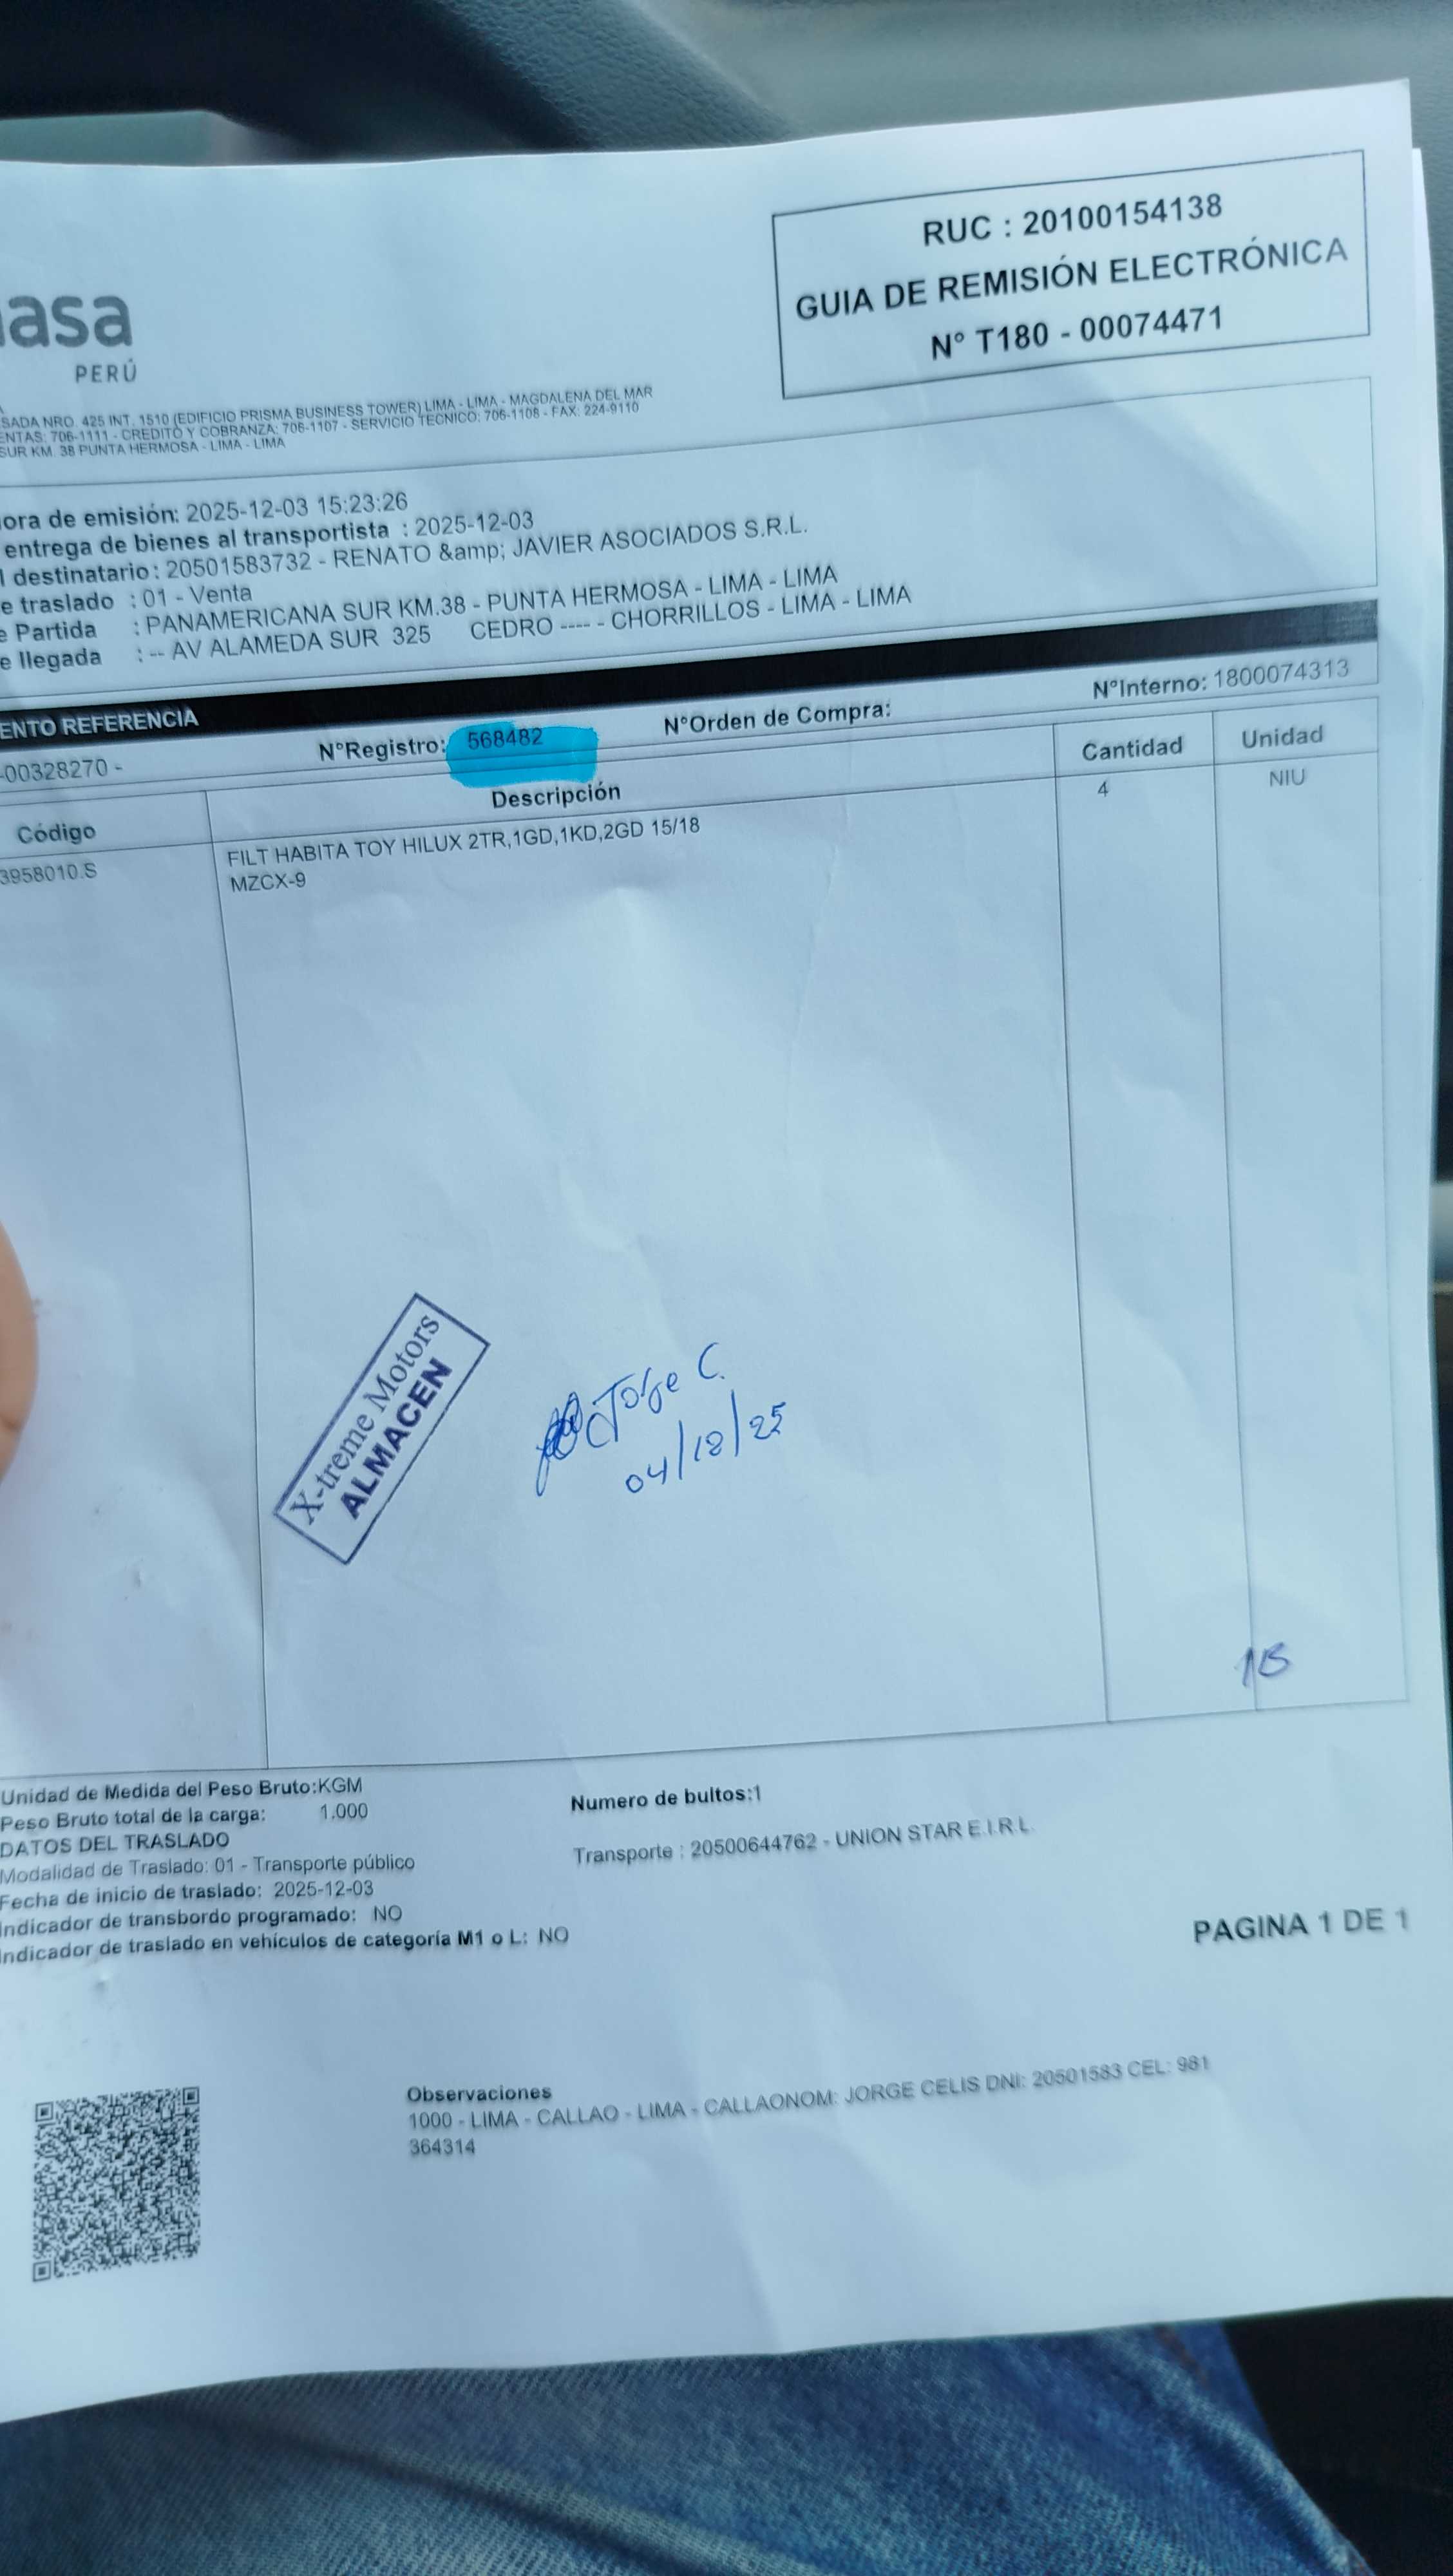 RUC : 20100154138
GUIA DE REMISIÓN ELECTRÓNICA
N° T180 - 00074471
asa
PERÚ
SADA NRO. 425 INT. 1510 (EDIFICIO PRISMA BUSINESS TOWER) LIMA - LIMA - MAGDALENA DEL MAR
ENTAS: 706-1111 - CREDITO Y COBRANZA: 706-1107 - SERVICIO TECNICO: 706-1108 - FAX: 224-9110
SUR KM. 38 PUNTA HERMOSA - LIMA - LIMA
ora de emisión: 2025-12-03 15:23:26
entrega de bienes al transportista : 2025-12-03
l destinatario : 20501583732 - RENATO &amp; JAVIER ASOCIADOS S.R.L.
e traslado : 01 - Venta
e Partida : PANAMERICANA SUR KM.38 - PUNTA HERMOSA - LIMA - LIMA
e llegada : -- AV ALAMEDA SUR 325 CEDRO ---- - CHORRILLOS - LIMA - LIMA
ENTO REFERENCIA
-00328270 - N°Registro: 568482 N°Orden de Compra: N°Interno: 1800074313
Código Descripción Cantidad Unidad
3958010.S FILT HABITA TOY HILUX 2TR,1GD,1KD,2GD 15/18 4 NIU
MZCX-9
X-treme Motors
ALMACEN
Jorge C.
04/12/25
Unidad de Medida del Peso Bruto:KGM
Peso Bruto total de la carga: 1.000
Numero de bultos:1
DATOS DEL TRASLADO
Modalidad de Traslado: 01 - Transporte público
Transporte : 20500644762 - UNION STAR E.I.R.L.
Fecha de inicio de traslado: 2025-12-03
Indicador de transbordo programado: NO
Indicador de traslado en vehículos de categoría M1 o L: NO
PAGINA 1 DE 1
Observaciones
1000 - LIMA - CALLAO - LIMA - CALLAONOM: JORGE CELIS DNI: 20501583 CEL: 981
364314